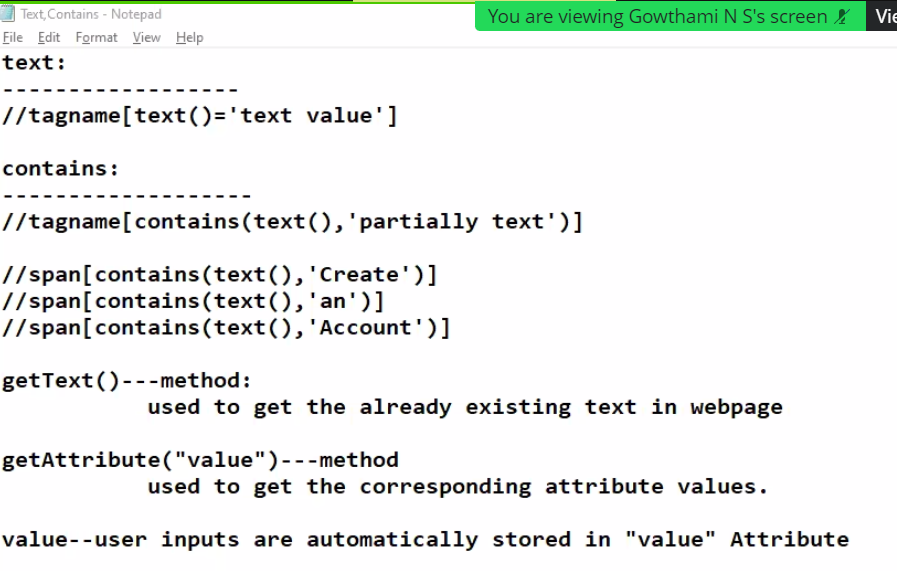 Text,Contains - Notepad
You are viewing Gowthami N S's screen
File Edit Format View Help
text:
------------------
//tagname[text()='text value']
contains:
-------------------
//tagname[contains(text(),'partially text')]
//span[contains(text(),'Create')]
//span[contains(text(),'an')]
//span[contains(text(),'Account')]
getText()---method:
used to get the already existing text in webpage
getAttribute("value")---method
used to get the corresponding attribute values.
value--user inputs are automatically stored in "value" Attribute